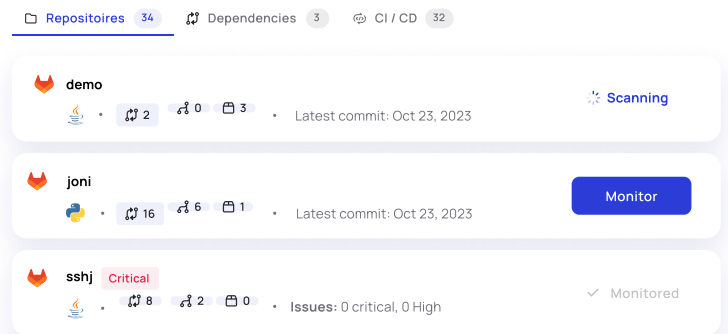 Repositoires 34 Dependencies 3 CI / CD 32
demo
Scanning
2 0 3 • Latest commit: Oct 23, 2023
joni
Monitor
16 6 1 • Latest commit: Oct 23, 2023
sshj Critical
Monitored
8 2 0 • Issues: 0 critical, 0 High